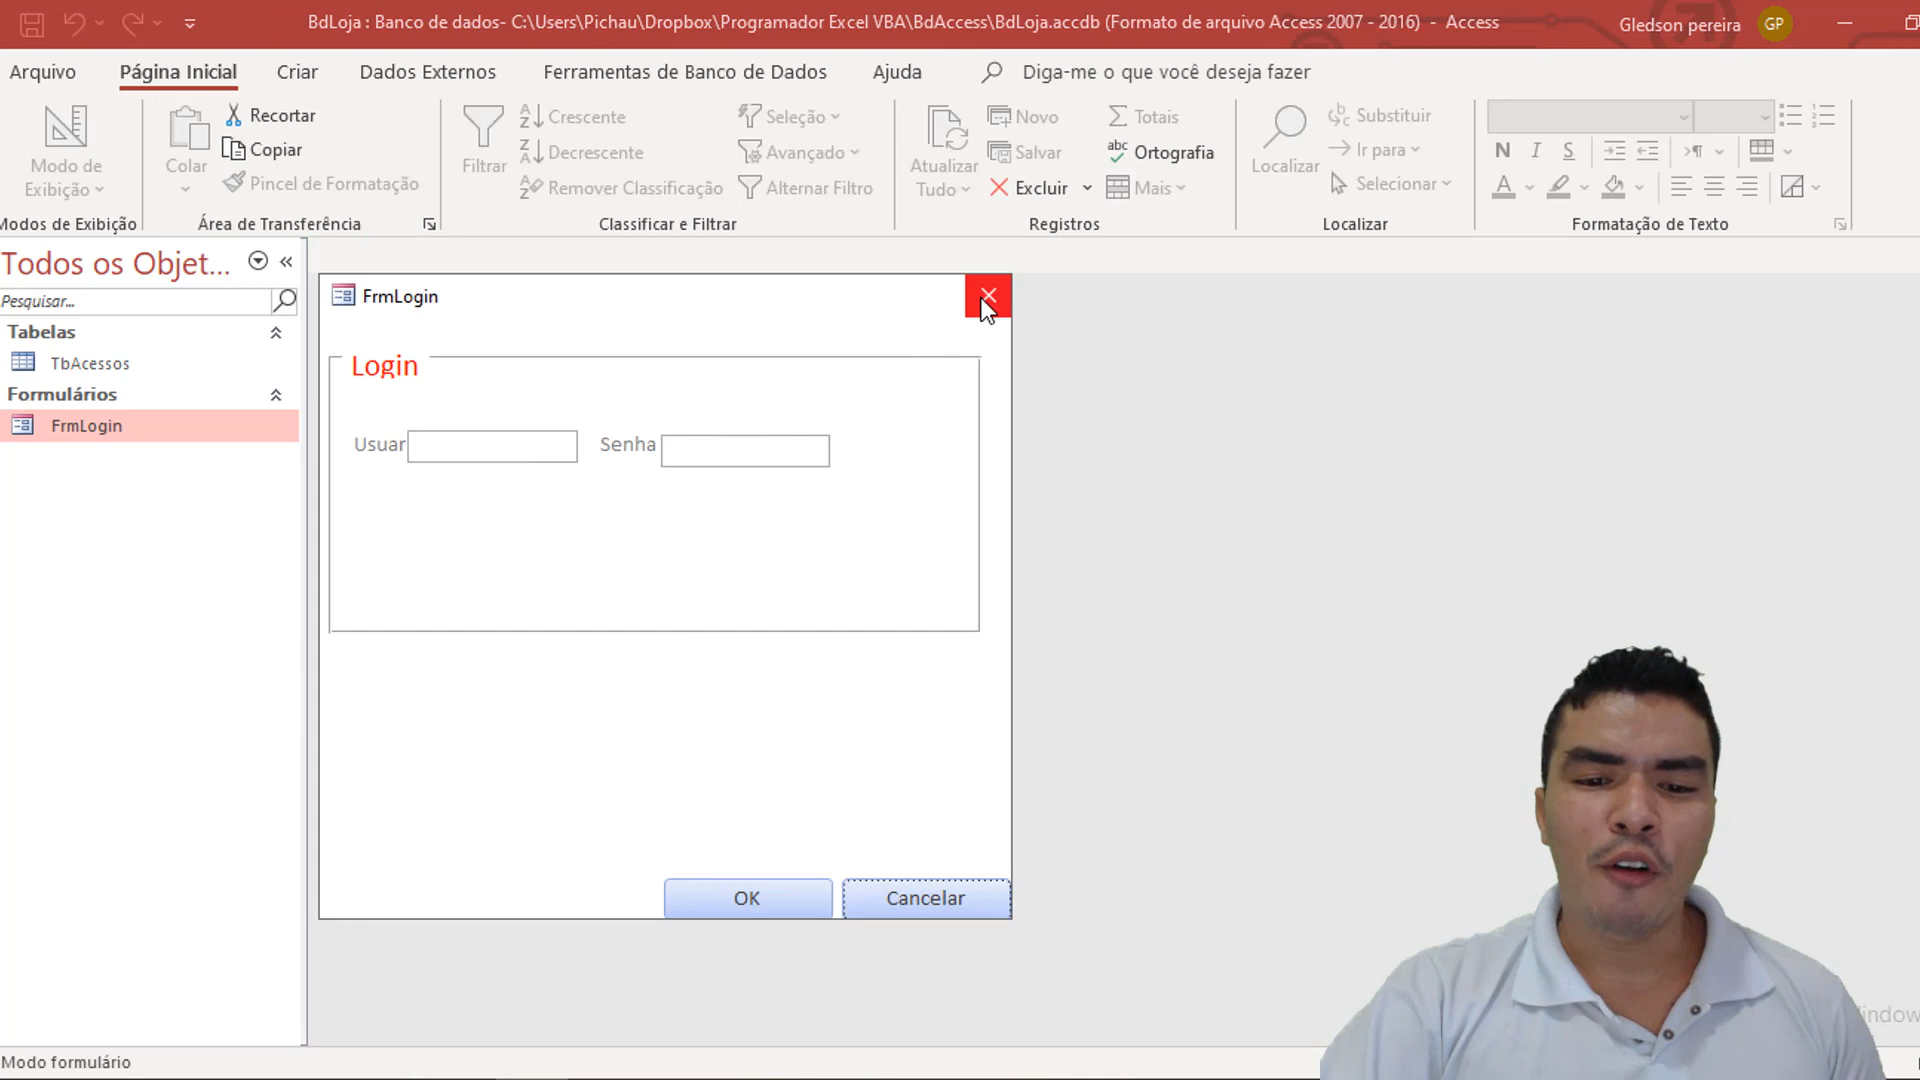 BdLoja : Banco de dados- C:\Users\Pichau\Dropbox\Programador Excel VBA\BdAccess\BdLoja.accdb (Formato de arquivo Access 2007 - 2016) - Access
Gledson pereira
GP
Arquivo
Página Inicial
Criar
Dados Externos
Ferramentas de Banco de Dados
Ajuda
Diga-me o que você deseja fazer
Modo de
Exibição
Modos de Exibição
Colar
Recortar
Copiar
Pincel de Formatação
Área de Transferência
Filtrar
Crescente
Decrescente
Remover Classificação
Seleção
Avançado
Alternar Filtro
Classificar e Filtrar
Atualizar
Tudo
Novo
Salvar
Excluir
Totais
Ortografia
Mais
Registros
Localizar
Substituir
Ir para
Selecionar
Localizar
N I S
Formatação de Texto
Todos os Objet...
Pesquisar...
Tabelas
TbAcessos
Formulários
FrmLogin
FrmLogin
Login
Usuar
Senha
OK
Cancelar
Modo formulário